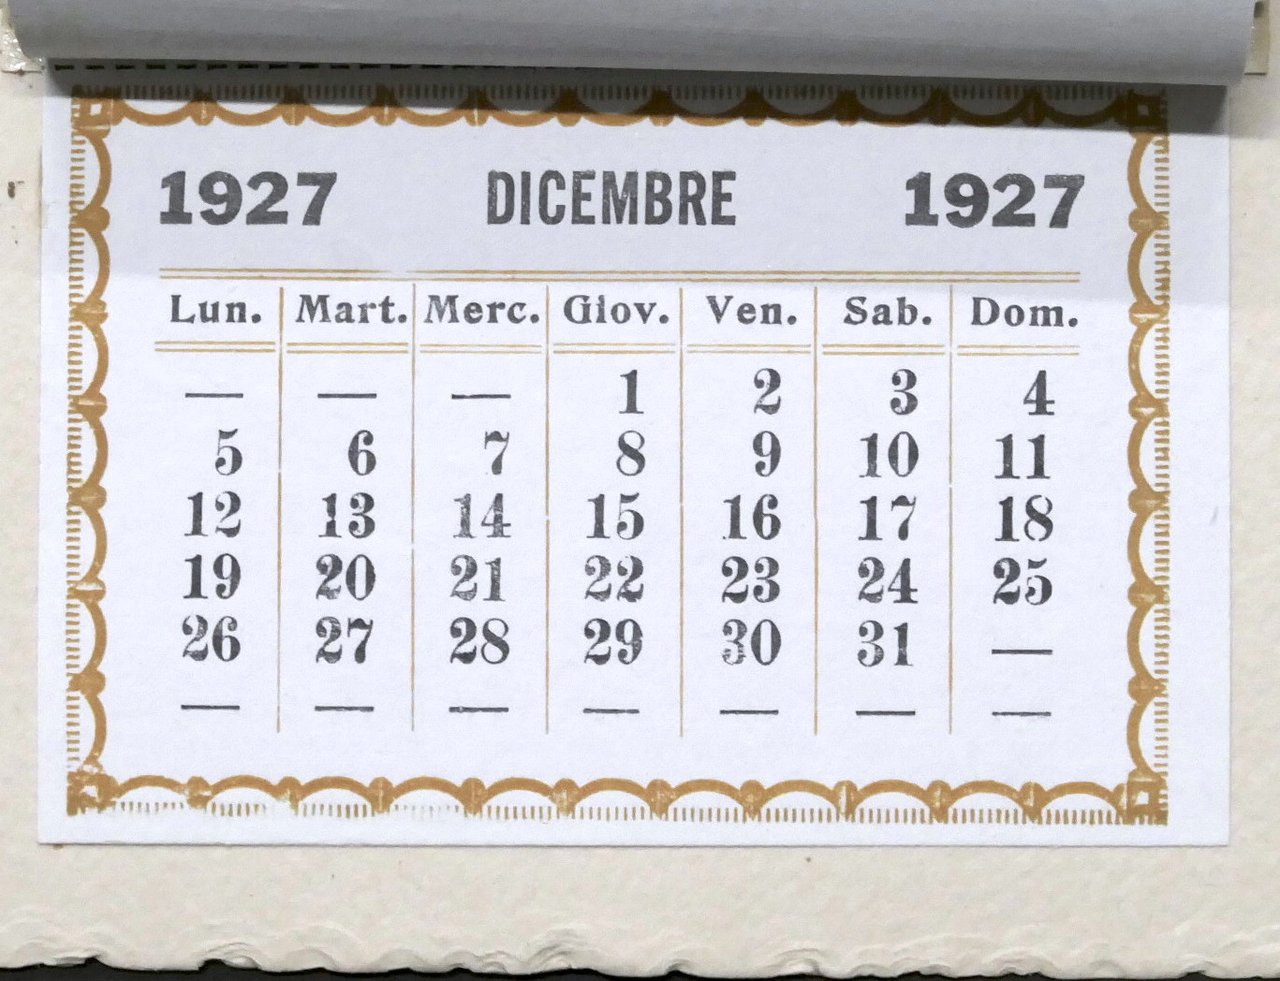 1927 DICEMBRE 1927
Lun. Mart. Merc. Giov. Ven. Sab. Dom.
— — — 1 2 3 4
5 6 7 8 9 10 11
12 13 14 15 16 17 18
19 20 21 22 23 24 25
26 27 28 29 30 31 —
— — — — — — —